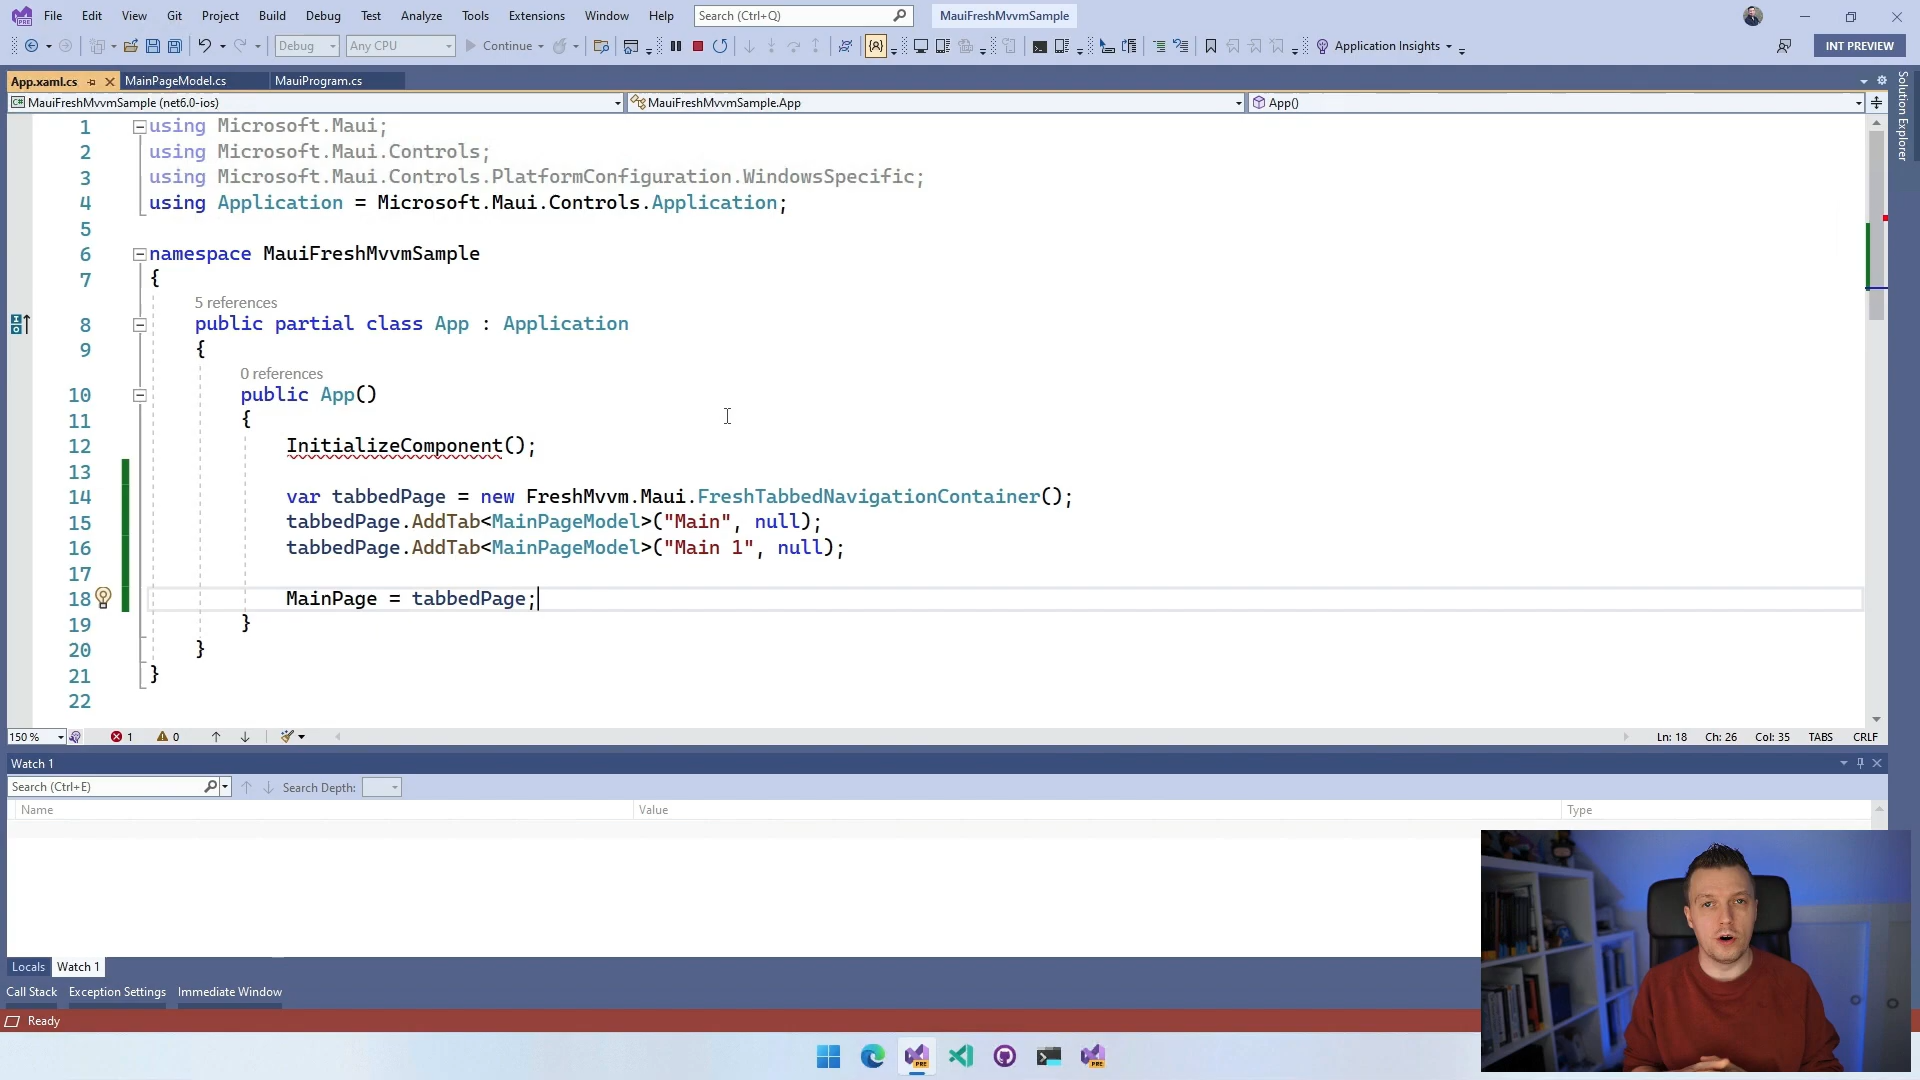 File Edit View Git Project Build Debug Test Analyze Tools Extensions Window Help Search (Ctrl+Q) MauiFreshMvvmSample
Debug Any CPU Continue Application Insights INT PREVIEW
App.xaml.cs MainPageModel.cs MauiProgram.cs
MauiFreshMvvmSample (net6.0-ios) MauiFreshMvvmSample.App App()
Solution Explorer
1 using Microsoft.Maui;
2 using Microsoft.Maui.Controls;
3 using Microsoft.Maui.Controls.PlatformConfiguration.WindowsSpecific;
4 using Application = Microsoft.Maui.Controls.Application;
5
6 namespace MauiFreshMvvmSample
7 {
5 references
8 public partial class App : Application
9 {
0 references
10 public App()
11 {
12 InitializeComponent();
13
14 var tabbedPage = new FreshMvvm.Maui.FreshTabbedNavigationContainer();
15 tabbedPage.AddTab<MainPageModel>("Main", null);
16 tabbedPage.AddTab<MainPageModel>("Main 1", null);
17
18 MainPage = tabbedPage;
19 }
20 }
21 }
22
150 % 1 0 Ln: 18 Ch: 26 Col: 35 TABS CRLF
Watch 1
Search (Ctrl+E) Search Depth:
Name Value Type
Locals Watch 1
Call Stack Exception Settings Immediate Window
Ready